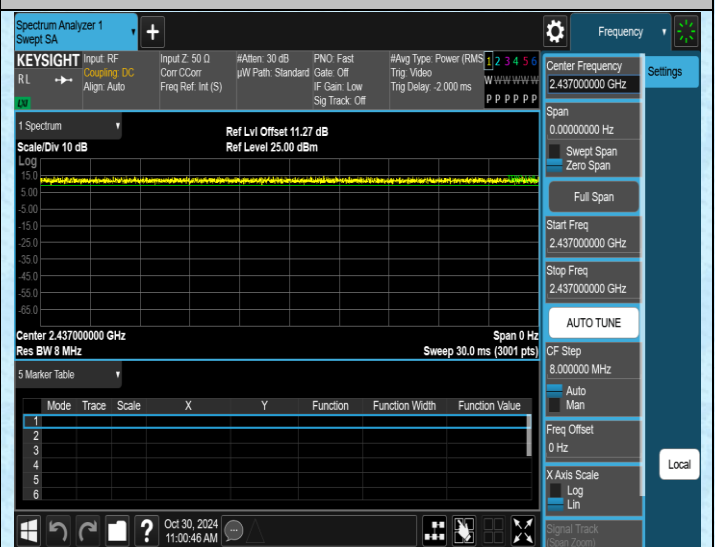 Spectrum Analyzer 1
Swept SA
+
Frequency
KEYSIGHT
RL
LXI
Input: RF
Coupling: DC
Align: Auto
Input Z: 50 Ω
Corr CCorr
Freq Ref: Int (S)
#Atten: 30 dB
µW Path: Standard
PNO: Fast
Gate: Off
IF Gain: Low
Sig Track: Off
#Avg Type: Power (RMS
Trig: Video
Trig Delay: -2.000 ms
1 2 3 4 5 6
W W W W W W
P P P P P P
Center Frequency
2.437000000 GHz
Settings
Span
0.00000000 Hz
Swept Span
Zero Span
Full Span
Start Freq
2.437000000 GHz
Stop Freq
2.437000000 GHz
AUTO TUNE
CF Step
8.000000 MHz
Auto
Man
Freq Offset
0 Hz
X Axis Scale
Log
Lin
Signal Track
(Span Zoom)
Local
1 Spectrum
Scale/Div 10 dB
Ref Lvl Offset 11.27 dB
Ref Level 25.00 dBm
Log
15.0
5.00
-5.00
-15.0
-25.0
-35.0
-45.0
-55.0
-65.0
Center 2.437000000 GHz
Span 0 Hz
Res BW 8 MHz
Sweep 30.0 ms (3001 pts)
5 Marker Table
Mode Trace Scale X Y Function Function Width Function Value
1
2
3
4
5
6
?
Oct 30, 2024
11:00:46 AM